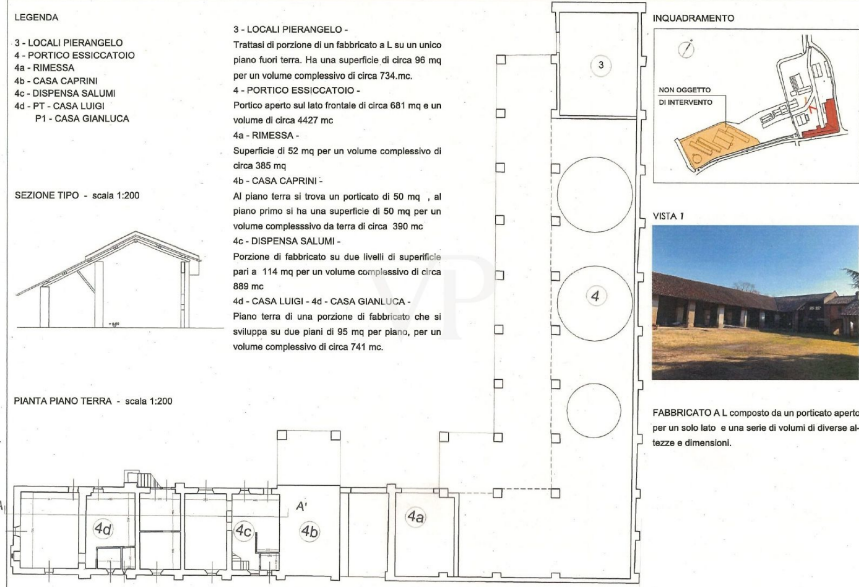 LEGENDA
3 - LOCALI PIERANGELO
4 - PORTICO ESSICCATOIO
4a - RIMESSA
4b - CASA CAPRINI
4c - DISPENSA SALUMI
4d - PT - CASA LUIGI
P1 - CASA GIANLUCA
SEZIONE TIPO - scala 1:200
PIANTA PIANO TERRA - scala 1:200
3 - LOCALI PIERANGELO -
Trattasi di porzione di un fabbricato a L su un unico
piano fuori terra. Ha una superficie di circa 96 mq
per un volume complessivo di circa 734.mc.
4 - PORTICO ESSICCATOIO -
Portico aperto sul lato frontale di circa 681 mq e un
volume di circa 4427 mc
4a - RIMESSA -
Superficie di 52 mq per un volume complessivo di
circa 385 mq
4b - CASA CAPRINI -
Al piano terra si trova un porticato di 50 mq , al
piano primo si ha una superficie di 50 mq per un
volume complesssivo da terra di circa 390 mc
4c - DISPENSA SALUMI -
Porzione di fabbricato su due livelli di superificie
pari a 114 mq per un volume complessivo di circa
889 mc
4d - CASA LUIGI - 4d - CASA GIANLUCA -
Piano terra di una porzione di fabbricato che si
sviluppa su due piani di 95 mq per piano, per un
volume complessivo di circa 741 mc.
VP
3
4
4a
A'
4b
4c
4d
A
INQUADRAMENTO
NON OGGETTO
DI INTERVENTO
VISTA 1
FABBRICATO A L composto da un porticato aperto
per un solo lato e una serie di volumi di diverse al-
tezze e dimensioni.